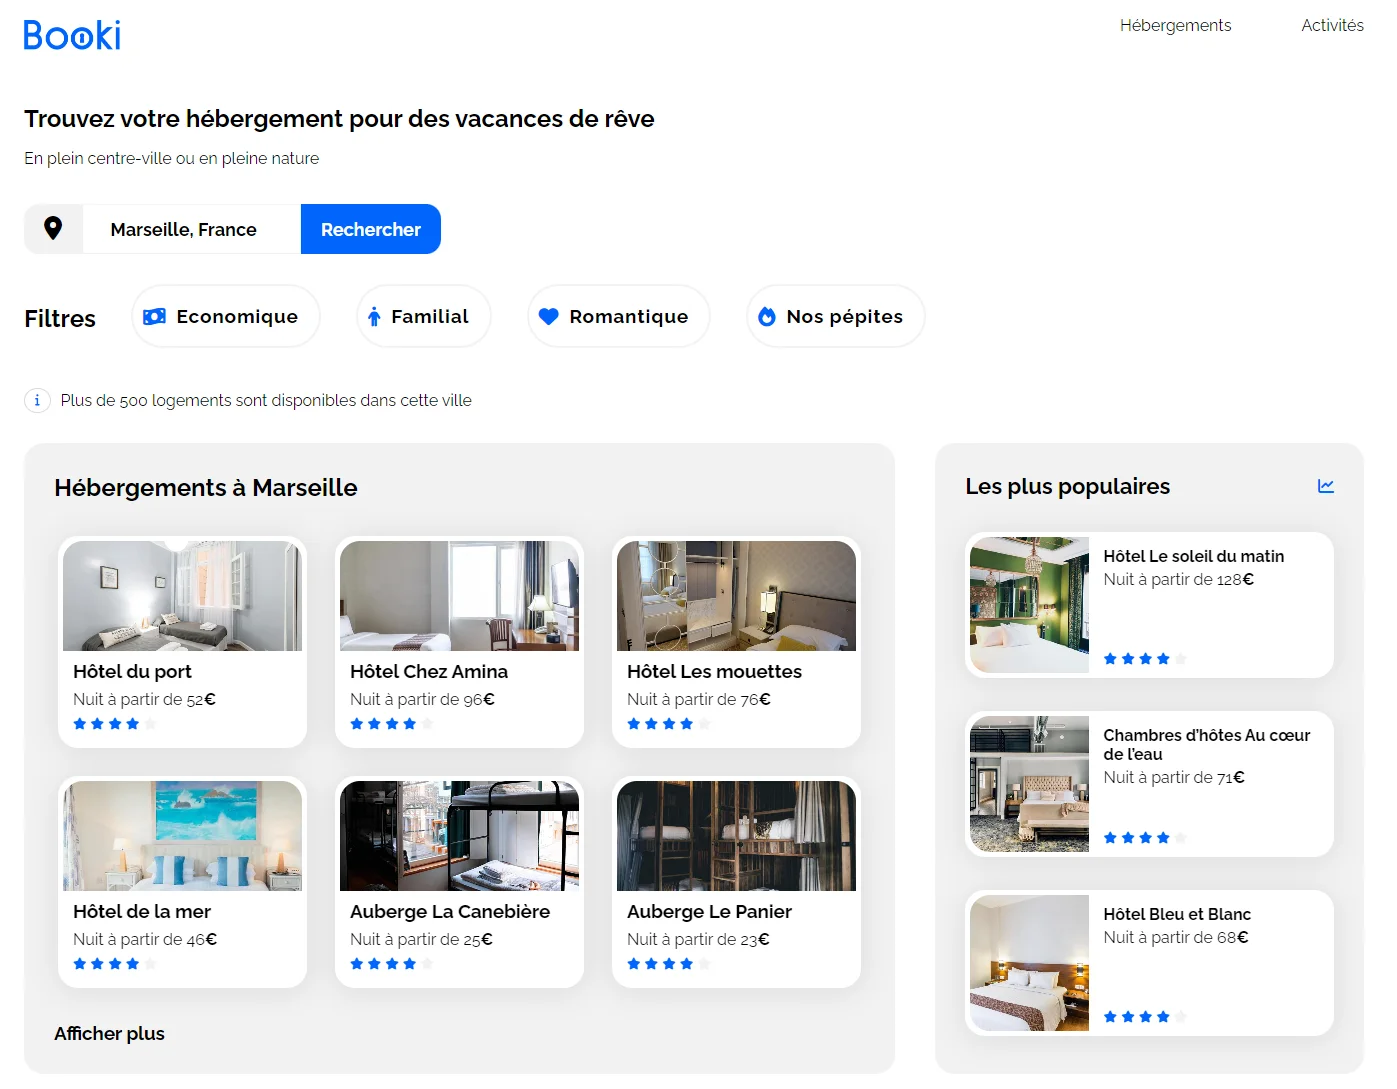 Booki
Hébergements
Activités
Trouvez votre hébergement pour des vacances de rêve
En plein centre-ville ou en pleine nature
Marseille, France
Rechercher
Filtres
Economique
Familial
Romantique
Nos pépites
i
Plus de 500 logements sont disponibles dans cette ville
Hébergements à Marseille
Hôtel du port
Nuit à partir de 52€
Hôtel Chez Amina
Nuit à partir de 96€
Hôtel Les mouettes
Nuit à partir de 76€
Hôtel de la mer
Nuit à partir de 46€
Auberge La Canebière
Nuit à partir de 25€
Auberge Le Panier
Nuit à partir de 23€
Afficher plus
Les plus populaires
Hôtel Le soleil du matin
Nuit à partir de 128€
Chambres d’hôtes Au cœur
de l’eau
Nuit à partir de 71€
Hôtel Bleu et Blanc
Nuit à partir de 68€